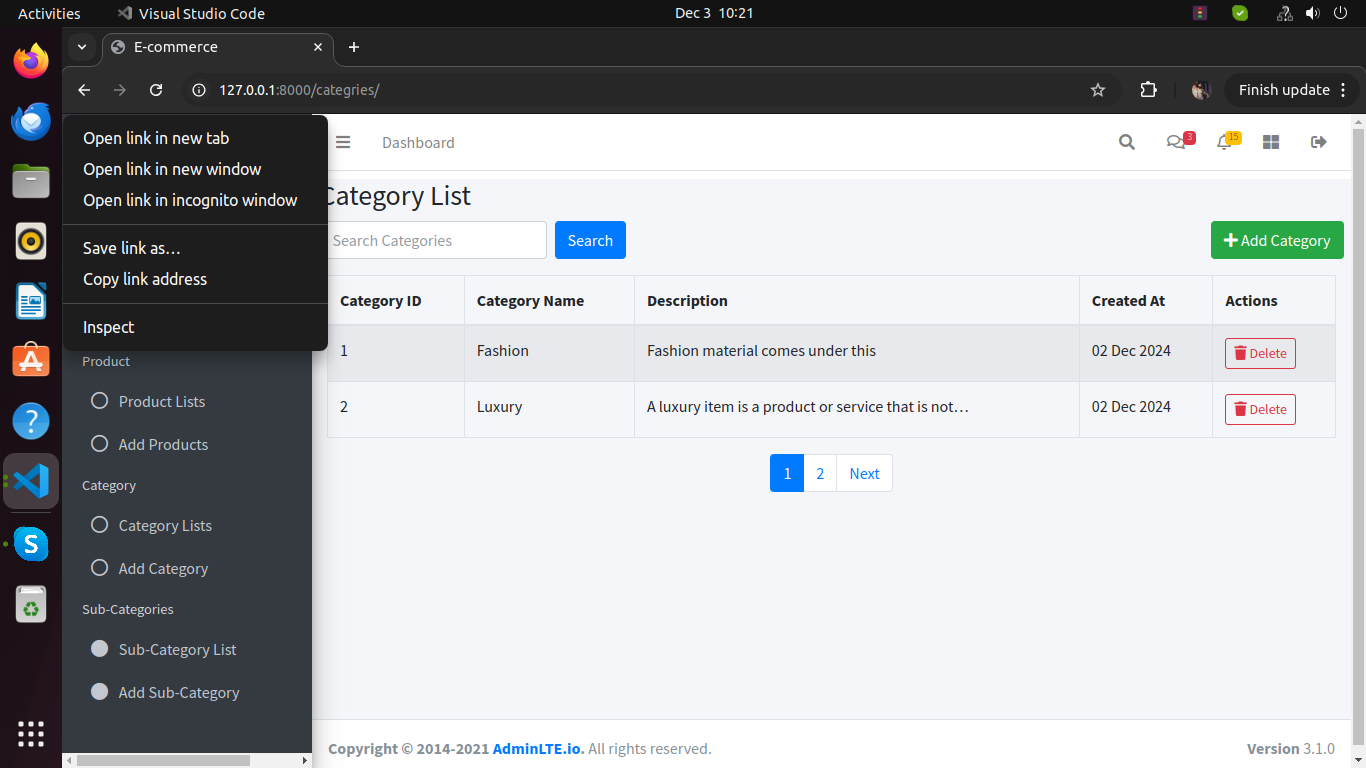 Activities
Visual Studio Code
Dec 3 10:21
E-commerce
127.0.0.1:8000/categries/
Finish update
Open link in new tab
Open link in new window
Open link in incognito window
Save link as…
Copy link address
Inspect
Product
Product Lists
Add Products
Category
Category Lists
Add Category
Sub-Categories
Sub-Category List
Add Sub-Category
Dashboard
3
15
Category List
Search Categories
Search
Add Category
Category ID Category Name Description Created At Actions
1 Fashion Fashion material comes under this 02 Dec 2024 Delete
2 Luxury A luxury item is a product or service that is not… 02 Dec 2024 Delete
1 2 Next
Copyright © 2014-2021 AdminLTE.io. All rights reserved.
Version 3.1.0